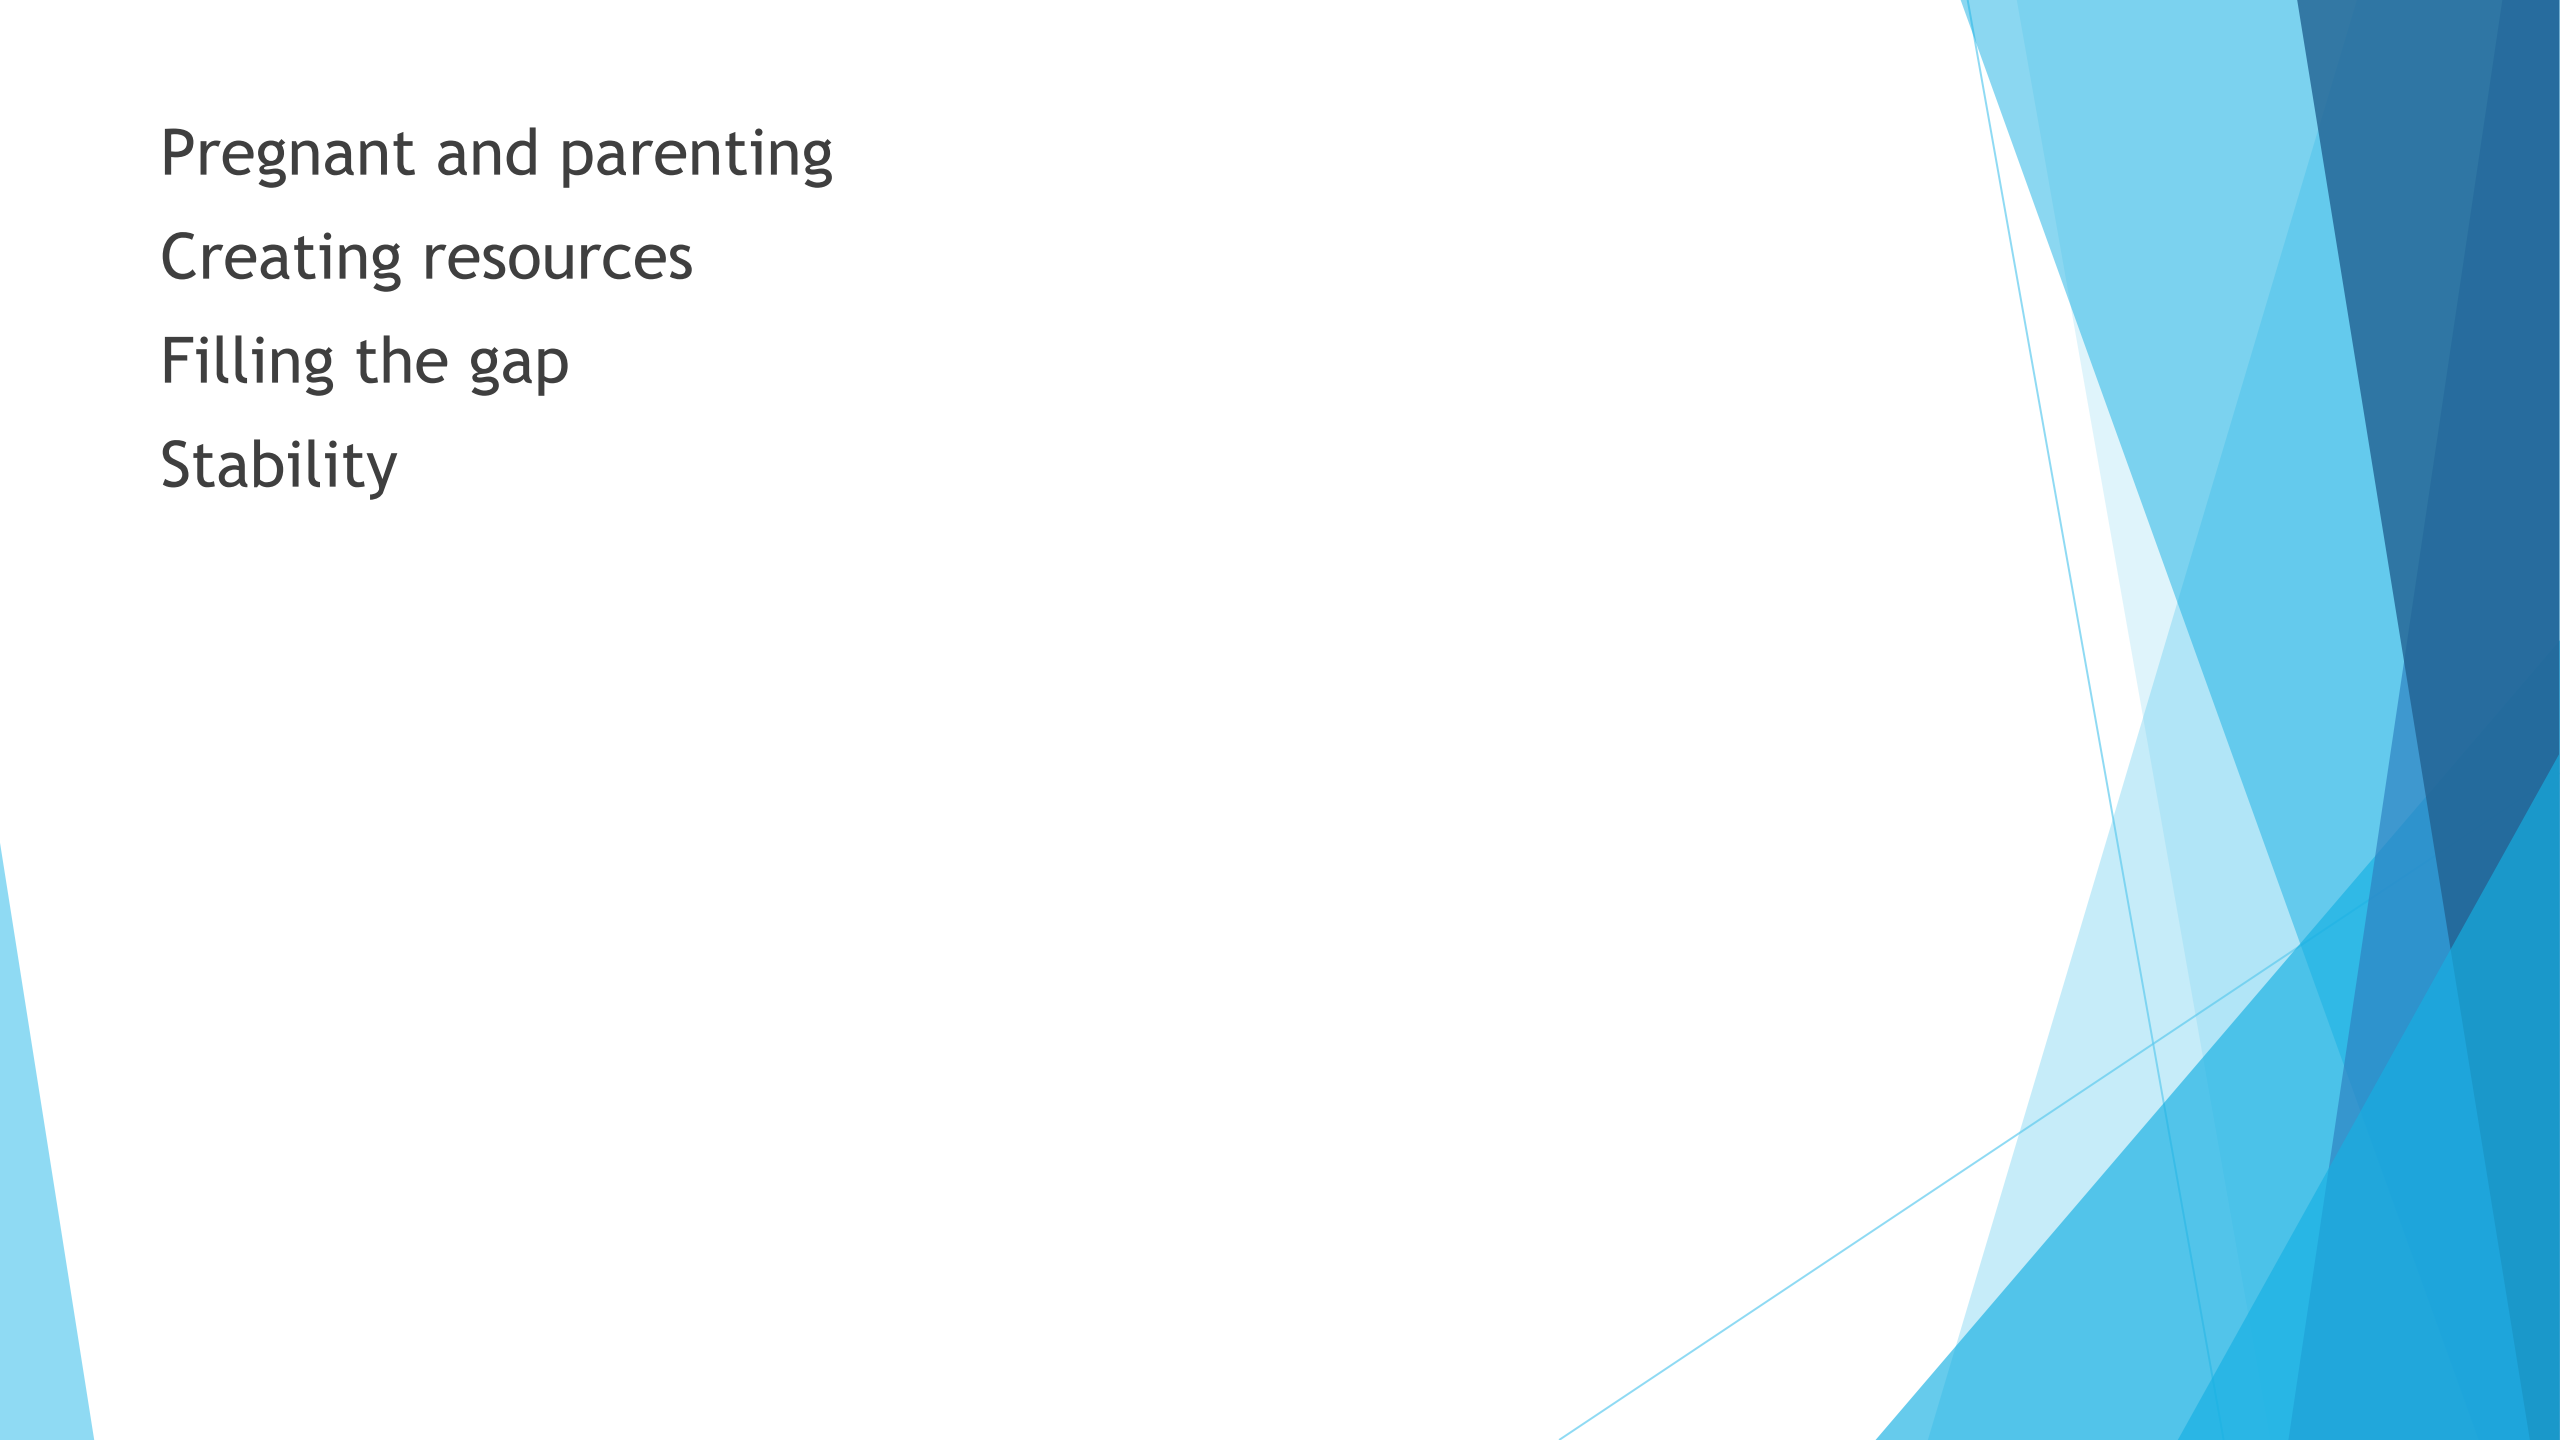 Pregnant and parenting
Creating resources
Filling the gap
Stability